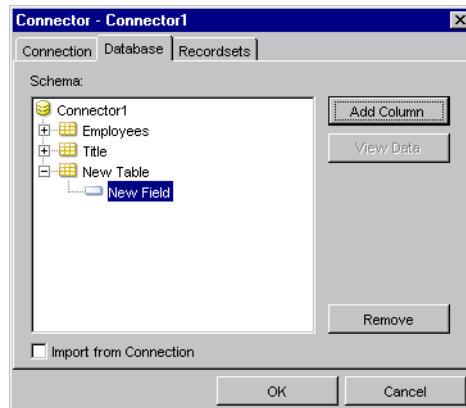 Connector - Connector1
Connection Database Recordsets
Schema:
Connector1
Add Column
Employees
Title
View Data
New Table
New Field
Remove
Import from Connection
OK Cancel